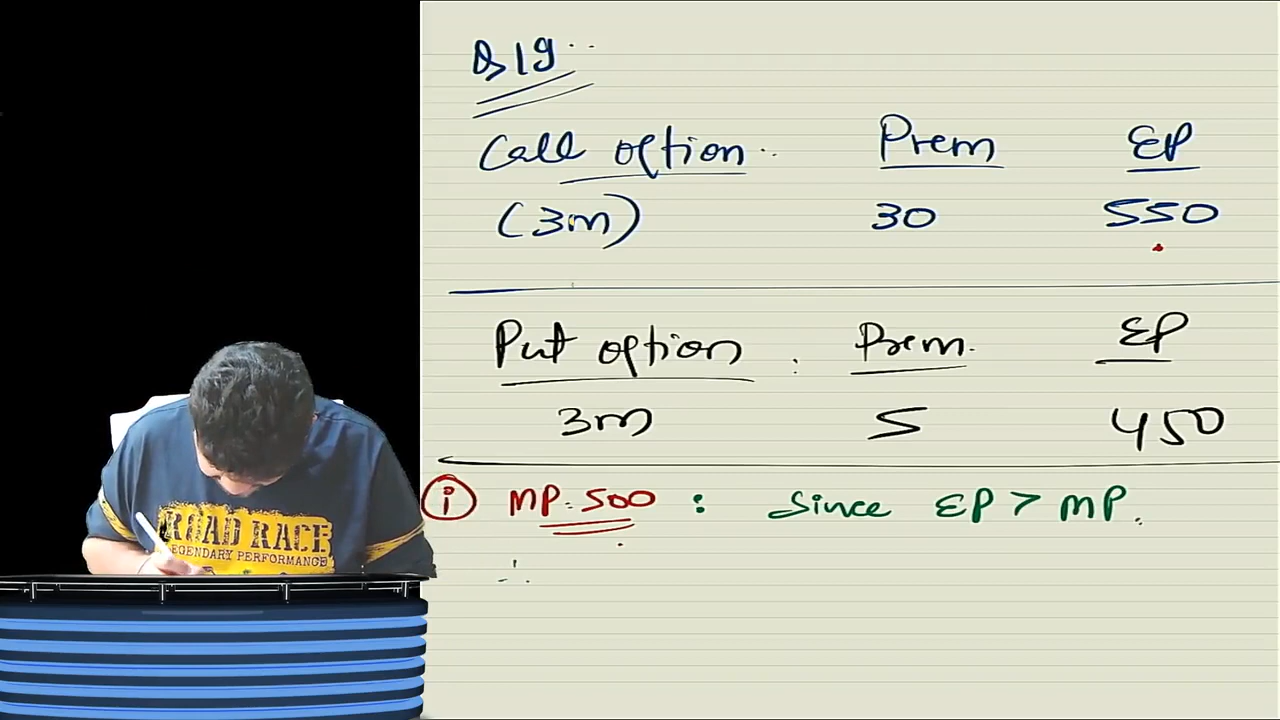 Q19..
Call option.. Prem EP
(3m) 30 550
Put option : Prem. EP
3m 5 450
(i) MP = 500 : Since EP > MP.
∴
ROAD RACE
LEGENDARY PERFORMANCE